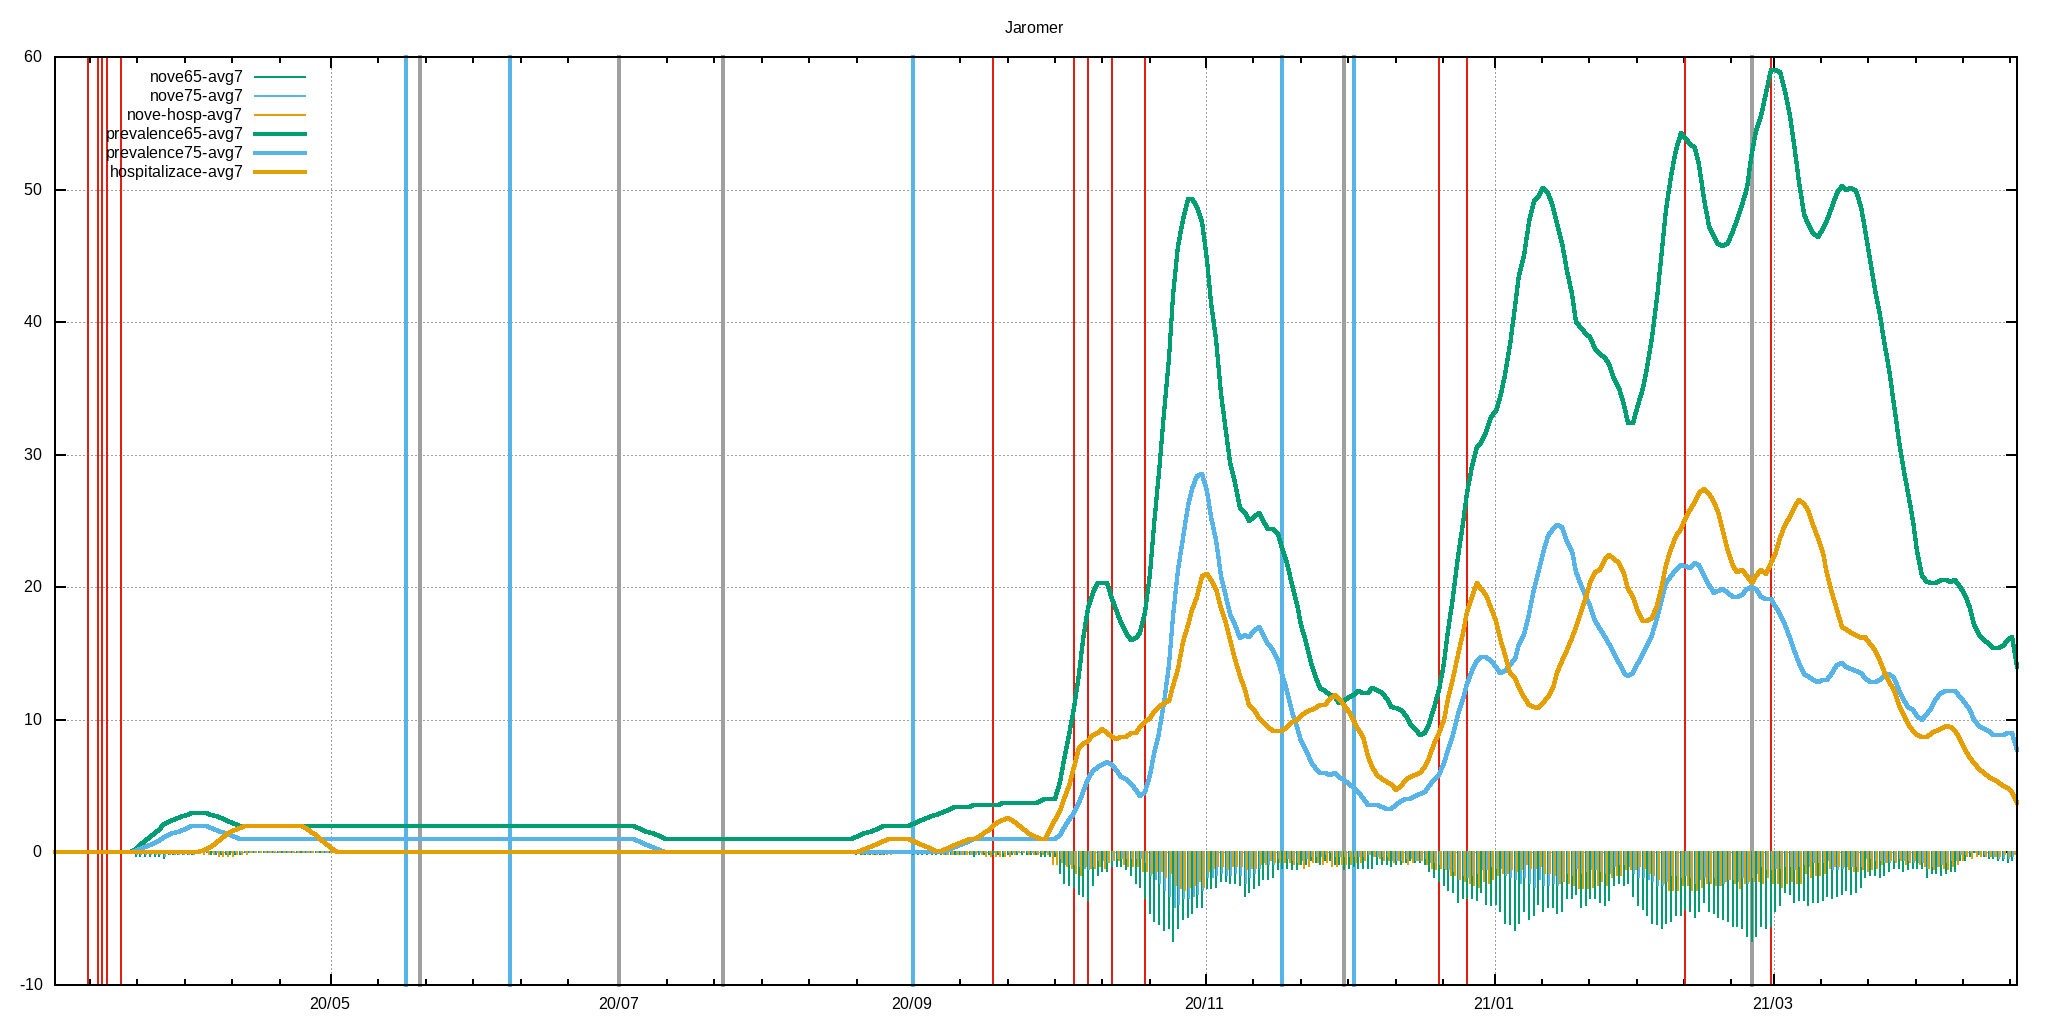 Jaromer
60
50
40
30
20
10
0
-10
nove65-avg7
nove75-avg7
nove-hosp-avg7
prevalence65-avg7
prevalence75-avg7
hospitalizace-avg7
20/05 20/07 20/09 20/11 21/01 21/03